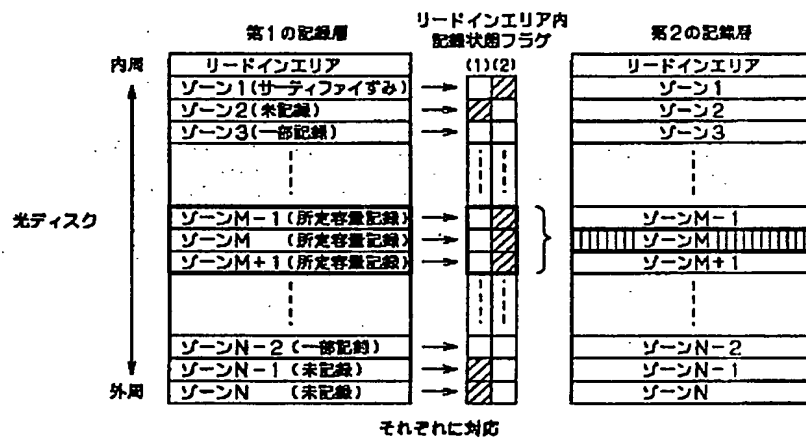 第1の記録層
リードインエリア内
記録状態フラグ
(1)(2)
第2の記録層
内周
光ディスク
外周
リードインエリア
ゾーン1(サーティファイずみ)
ゾーン2(未記録)
ゾーン3(一部記録)
ゾーンM-1(所定容量記録)
ゾーンM (所定容量記録)
ゾーンM+1(所定容量記録)
ゾーンN-2(一部記録)
ゾーンN-1(未記録)
ゾーンN (未記録)
リードインエリア
ゾーン1
ゾーン2
ゾーン3
ゾーンM-1
ゾーンM
ゾーンM+1
ゾーンN-2
ゾーンN-1
ゾーンN
それぞれに対応